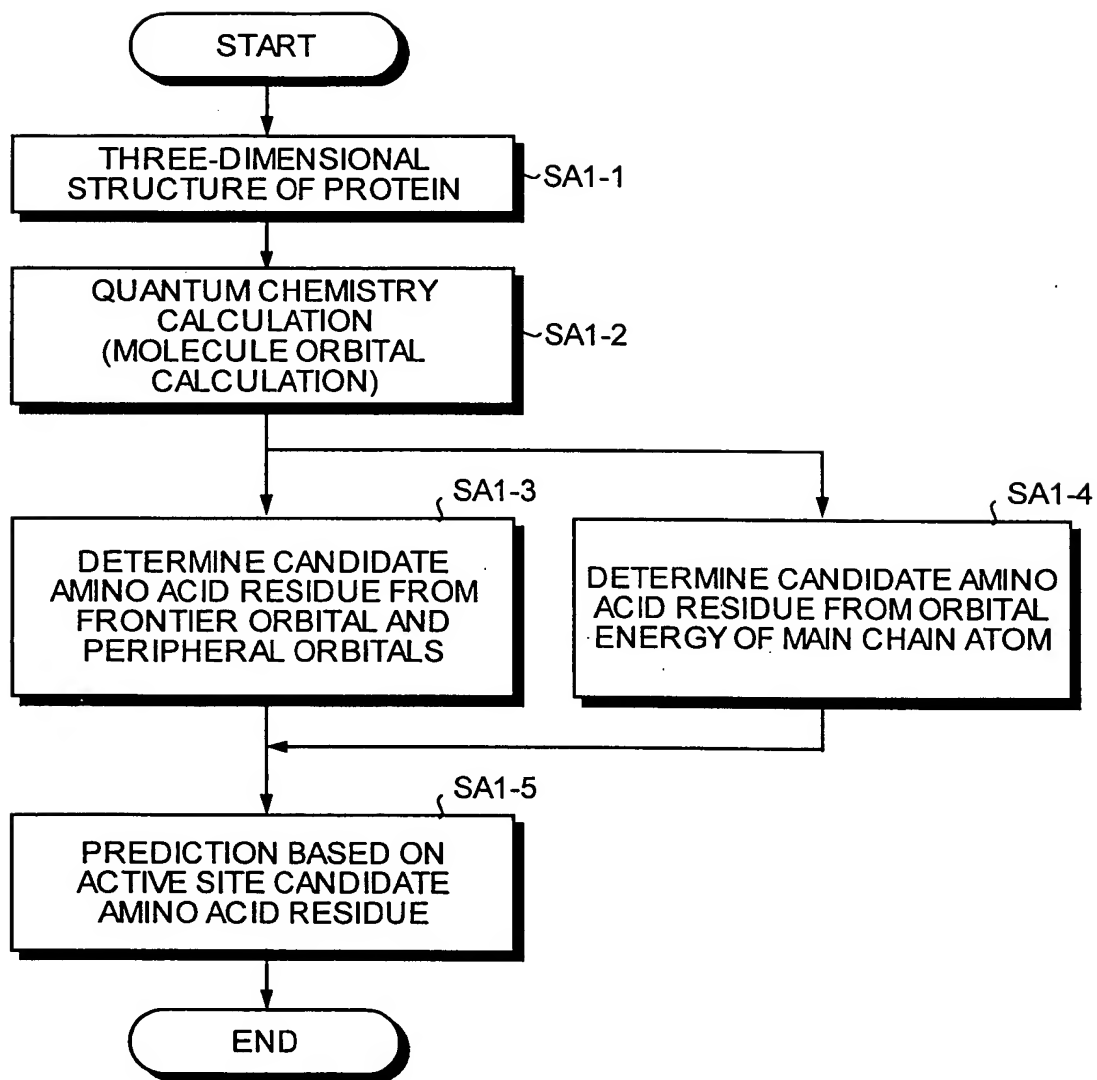 START
THREE-DIMENSIONAL
STRUCTURE OF PROTEIN
SA1-1
QUANTUM CHEMISTRY
CALCULATION
(MOLECULE ORBITAL
CALCULATION)
SA1-2
SA1-3
DETERMINE CANDIDATE
AMINO ACID RESIDUE FROM
FRONTIER ORBITAL AND
PERIPHERAL ORBITALS
SA1-4
DETERMINE CANDIDATE AMINO
ACID RESIDUE FROM ORBITAL
ENERGY OF MAIN CHAIN ATOM
SA1-5
PREDICTION BASED ON
ACTIVE SITE CANDIDATE
AMINO ACID RESIDUE
END